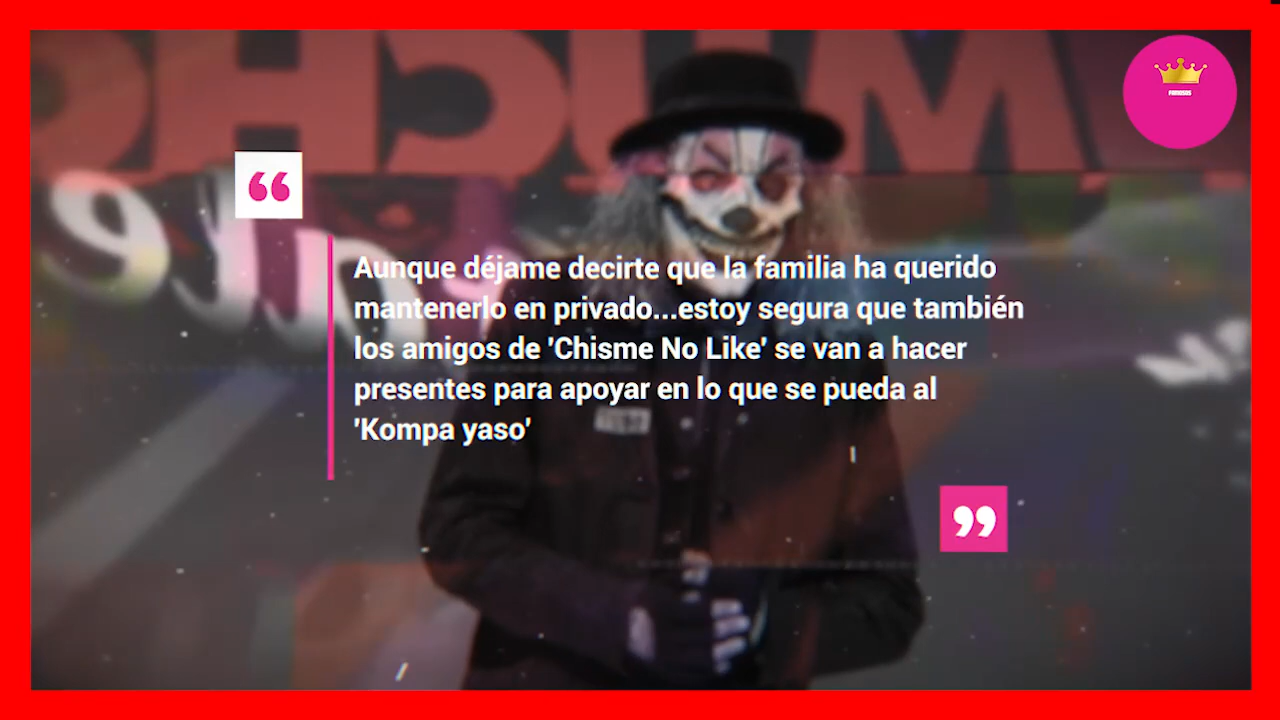 FAMOSOS
“
Aunque déjame decirte que la familia ha querido
mantenerlo en privado...estoy segura que también
los amigos de 'Chisme No Like' se van a hacer
presentes para apoyar en lo que se pueda al
'Kompa yaso'
”